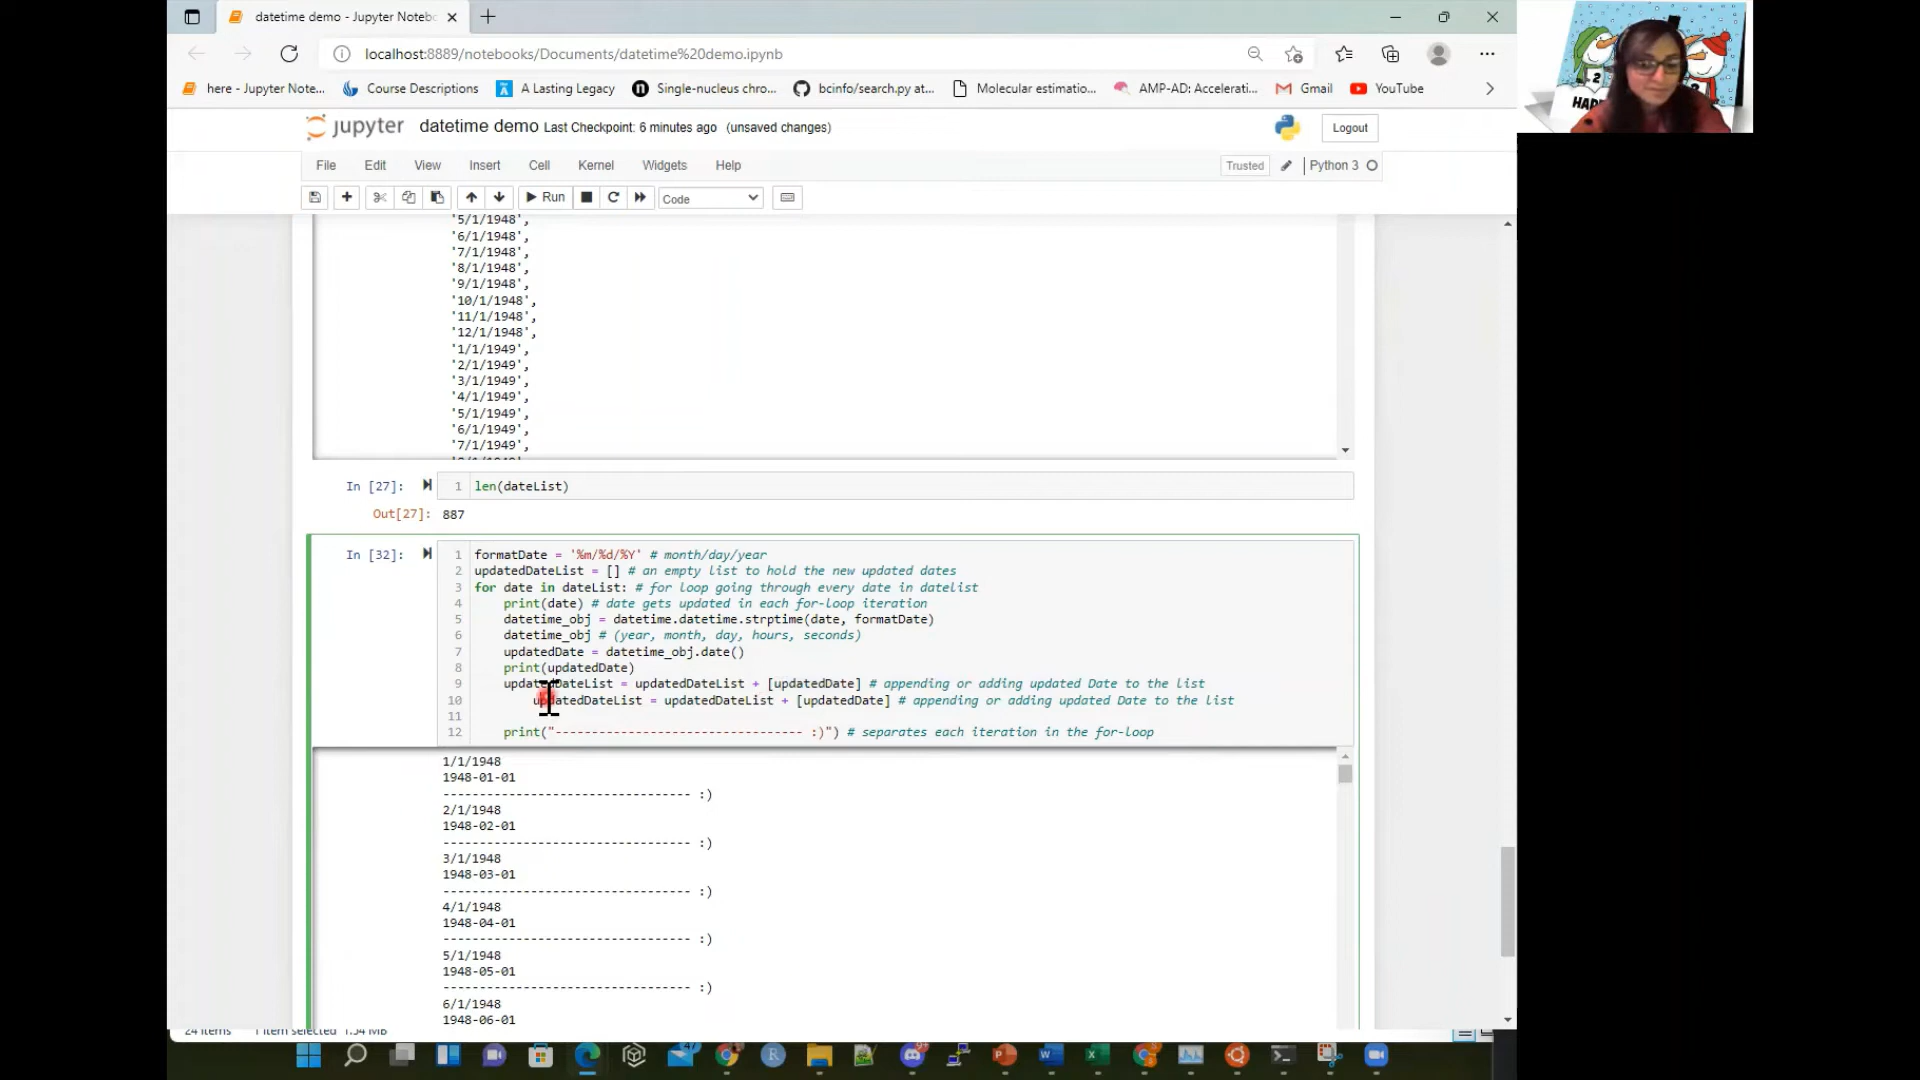 datetime demo - Jupyter Notebo
localhost:8889/notebooks/Documents/datetime%20demo.ipynb
here - Jupyter Note...
Course Descriptions
A Lasting Legacy
Single-nucleus chro...
bcinfo/search.py at...
Molecular estimatio...
AMP-AD: Accelerati...
Gmail
YouTube
jupyter datetime demo Last Checkpoint: 6 minutes ago (unsaved changes)
Logout
File Edit View Insert Cell Kernel Widgets Help
Trusted
Python 3
Run
Code
'5/1/1948',
'6/1/1948',
'7/1/1948',
'8/1/1948',
'9/1/1948',
'10/1/1948',
'11/1/1948',
'12/1/1948',
'1/1/1949',
'2/1/1949',
'3/1/1949',
'4/1/1949',
'5/1/1949',
'6/1/1949',
'7/1/1949',
In [27]: 1 len(dateList)
Out[27]: 887
In [32]: 1 formatDate = '%m/%d/%Y' # month/day/year
2 updatedDateList = [] # an empty list to hold the new updated dates
3 for date in dateList: # for loop going through every date in datelist
4 print(date) # date gets updated in each for-loop iteration
5 datetime_obj = datetime.datetime.strptime(date, formatDate)
6 datetime_obj # (year, month, day, hours, seconds)
7 updatedDate = datetime_obj.date()
8 print(updatedDate)
9 updatedDateList = updatedDateList + [updatedDate] # appending or adding updated Date to the list
10 updatedDateList = updatedDateList + [updatedDate] # appending or adding updated Date to the list
11
12 print("---------------------------------- :)") # separates each iteration in the for-loop
1/1/1948
1948-01-01
---------------------------------- :)
2/1/1948
1948-02-01
---------------------------------- :)
3/1/1948
1948-03-01
---------------------------------- :)
4/1/1948
1948-04-01
---------------------------------- :)
5/1/1948
1948-05-01
---------------------------------- :)
6/1/1948
1948-06-01
24 items 1 item selected 1.54 MB